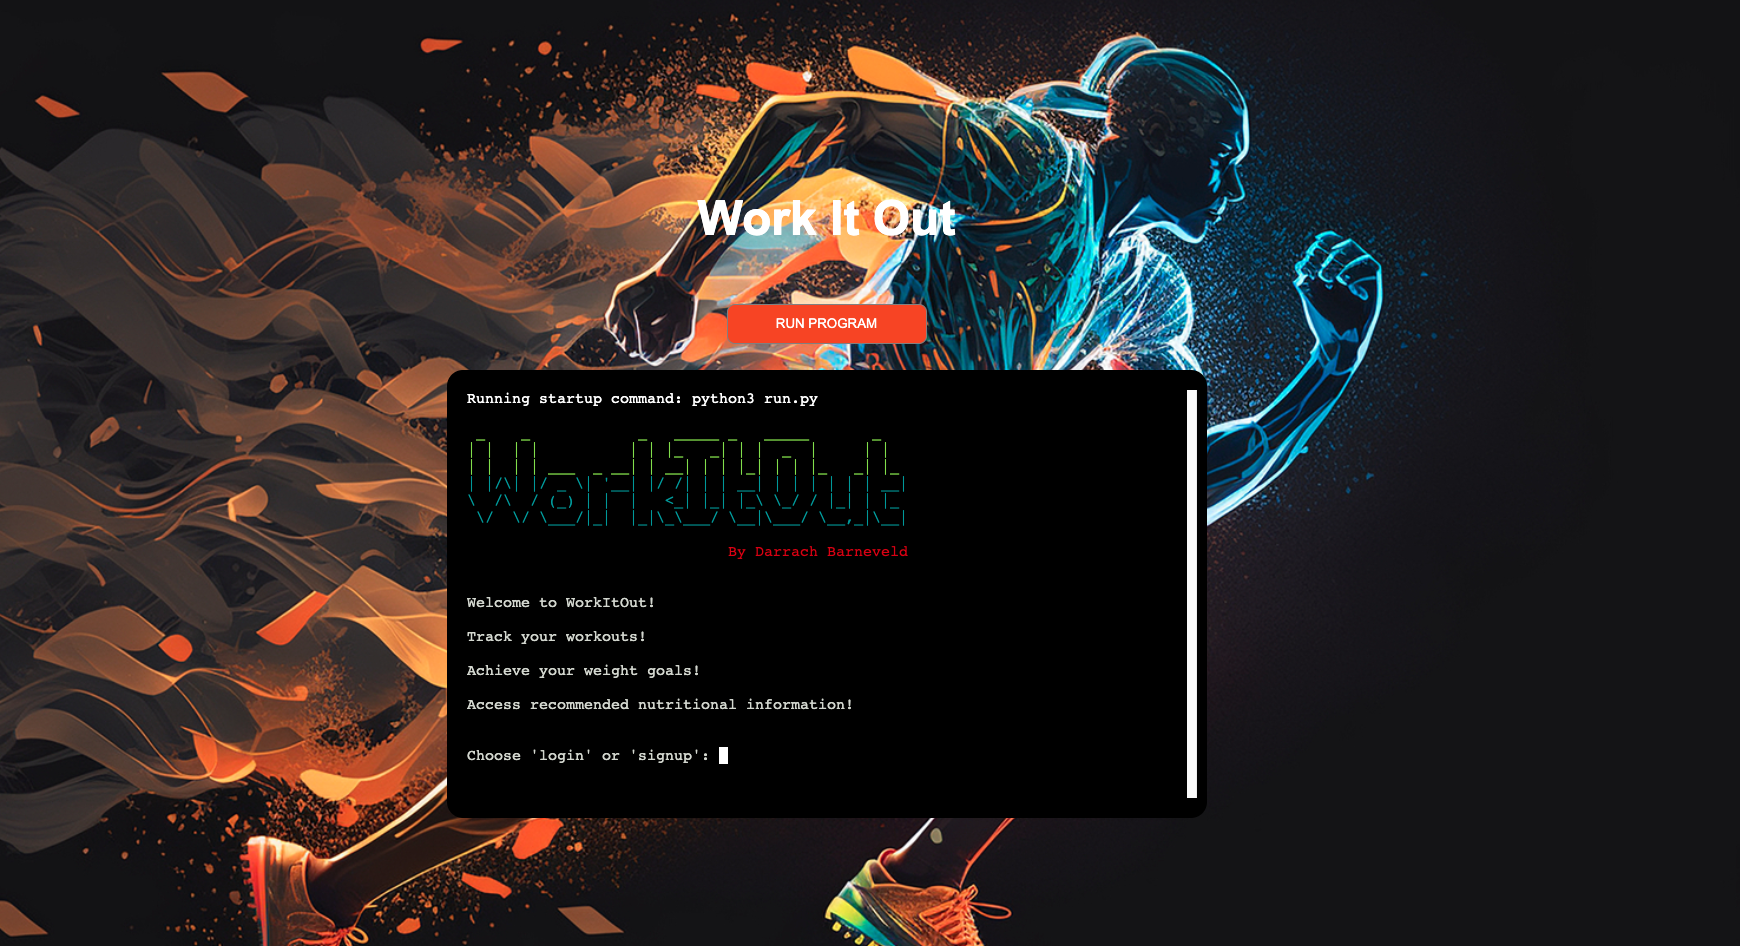 Work It Out
RUN PROGRAM
Running startup command: python3 run.py
WorkItOut
By Darrach Barneveld
Welcome to WorkItOut!
Track your workouts!
Achieve your weight goals!
Access recommended nutritional information!
Choose 'login' or 'signup':